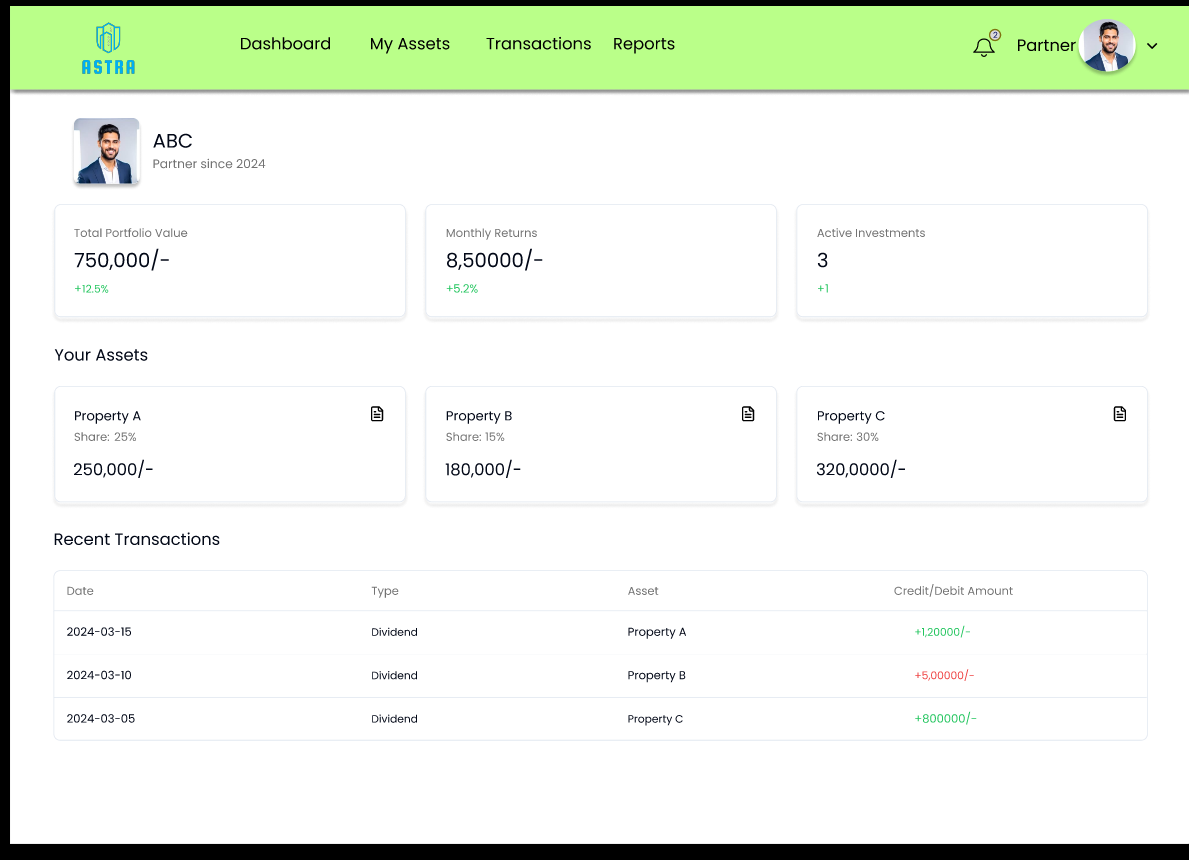 ASTRA
Dashboard My Assets Transactions Reports
2
Partner
ABC
Partner since 2024
Total Portfolio Value
750,000/-
+12.5%
Monthly Returns
8,50000/-
+5.2%
Active Investments
3
+1
Your Assets
Property A
Share: 25%
250,000/-
Property B
Share: 15%
180,000/-
Property C
Share: 30%
320,0000/-
Recent Transactions
Date Type Asset Credit/Debit Amount
2024-03-15 Dividend Property A +1,20000/-
2024-03-10 Dividend Property B +5,00000/-
2024-03-05 Dividend Property C +800000/-